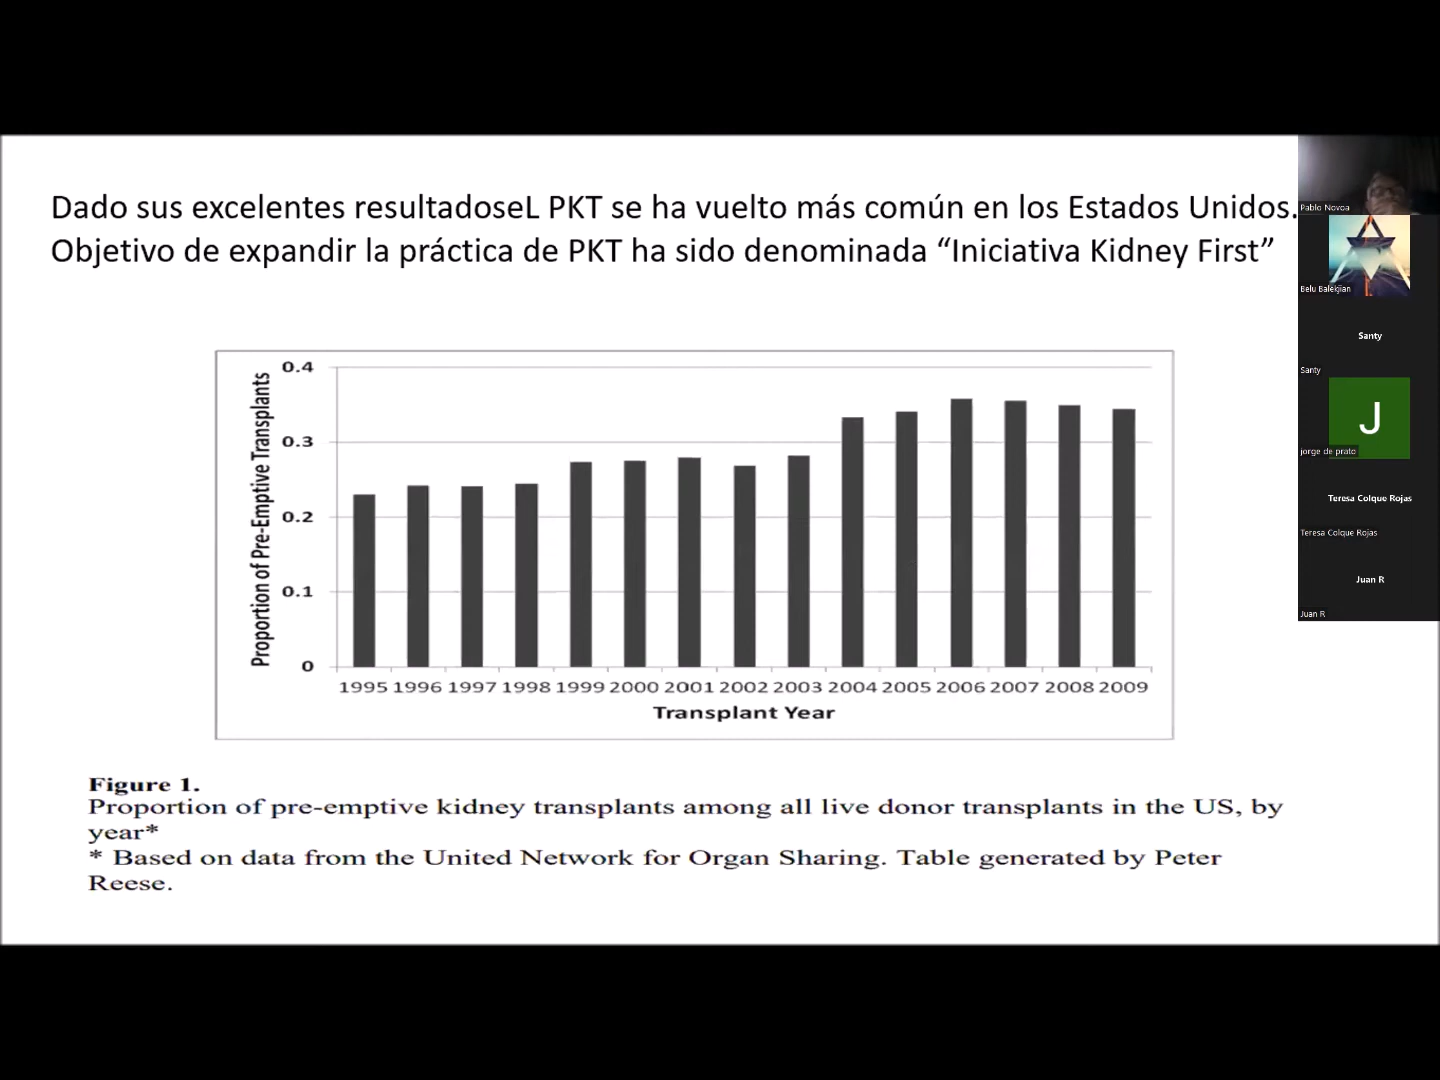 Dado sus excelentes resultadoseL PKT se ha vuelto más común en los Estados Unidos.
Objetivo de expandir la práctica de PKT ha sido denominada “Iniciativa Kidney First”
Proportion of Pre-Emptive Transplants
0.4
0.3
0.2
0.1
0
1995 1996 1997 1998 1999 2000 2001 2002 2003 2004 2005 2006 2007 2008 2009
Transplant Year
Figure 1.
Proportion of pre-emptive kidney transplants among all live donor transplants in the US, by
year*
* Based on data from the United Network for Organ Sharing. Table generated by Peter
Reese.
Pablo Novoa
Belu Balekjian
Santy
Santy
J
jorge de prato
Teresa Colque Rojas
Teresa Colque Rojas
Juan R
Juan R